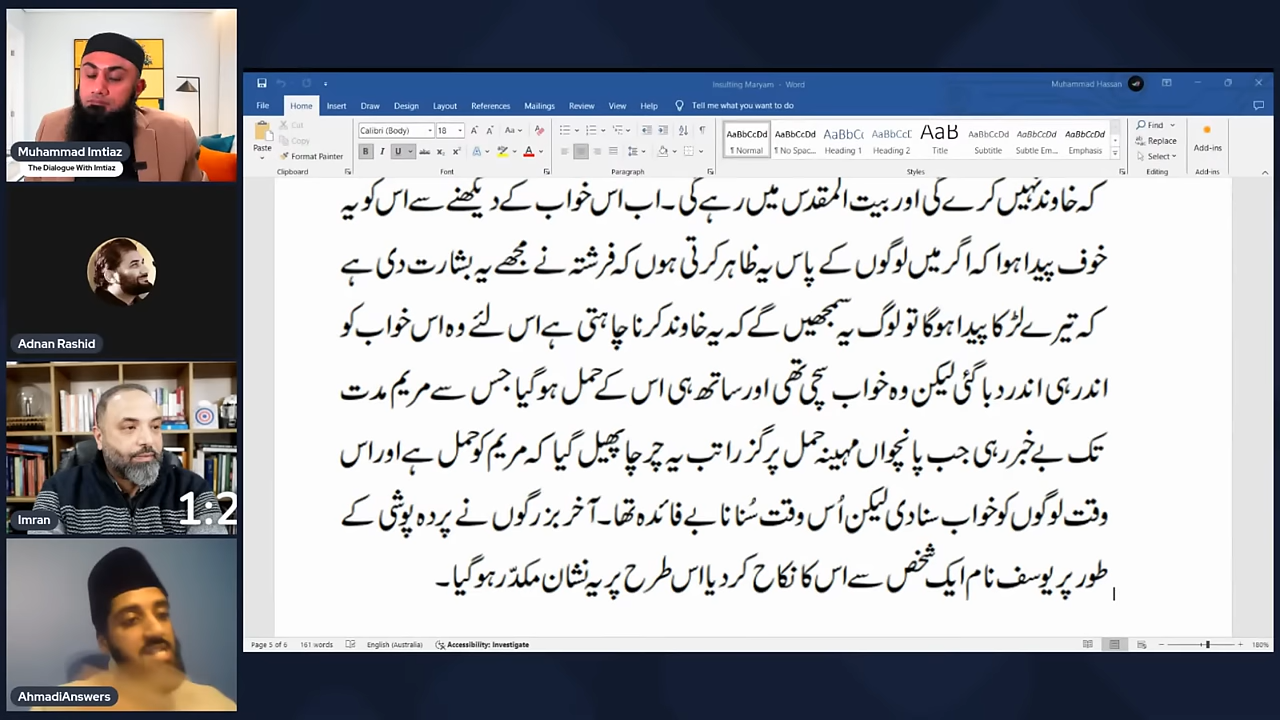 Insulting Maryam - Word
Muhammad Hassan
File Home Insert Draw Design Layout References Mailings Review View Help Tell me what you want to do
Paste
Cut
Copy
Format Painter
Clipboard
Calibri (Body) 18
Font
Paragraph
AaBbCcDd AaBbCcDd AaBbCc AaBbCcD AaB AaBbCcD AaBbCcDd AaBbCcDd
¶ Normal ¶ No Spac... Heading 1 Heading 2 Title Subtitle Subtle Em... Emphasis
Styles
Find
Replace
Select
Editing
Add-ins
Add-ins
کہ خاوند نہیں کرے گی اور بیت المقدس میں رہے گی۔ اب اس خواب کے دیکھنے سے اس کو یہ
خوف پیدا ہوا کہ اگر میں لوگوں کے پاس یہ ظاہر کرتی ہوں کہ فرشتہ نے مجھے یہ بشارت دی ہے
کہ تیرے لڑکا پیدا ہوگا تو لوگ یہ سمجھیں گے کہ یہ خاوند کرنا چاہتی ہے اس لئے وہ اس خواب کو
اندر ہی اندر دبا گئی لیکن وہ خواب سچی تھی اور ساتھ ہی اس کے حمل ہوگیا جس سے مریم مدت
تک بے خبر رہی جب پانچواں مہینہ حمل پر گزرا تب یہ چرچا پھیل گیا کہ مریم کو حمل ہے اور اس
وقت لوگوں کو خواب سنا دی لیکن اُس وقت سُنانا بے فائدہ تھا۔ آخر بزرگوں نے پردہ پوشی کے
طور پر یوسف نام ایک شخص سے اس کا نکاح کر دیا اس طرح پر یہ نشان مکدّر ہوگیا۔
Page 5 of 6 161 words English (Australia) Accessibility: Investigate 180%
Muhammad Imtiaz
The Dialogue With Imtiaz
Adnan Rashid
Imran
1:2
AhmadiAnswers